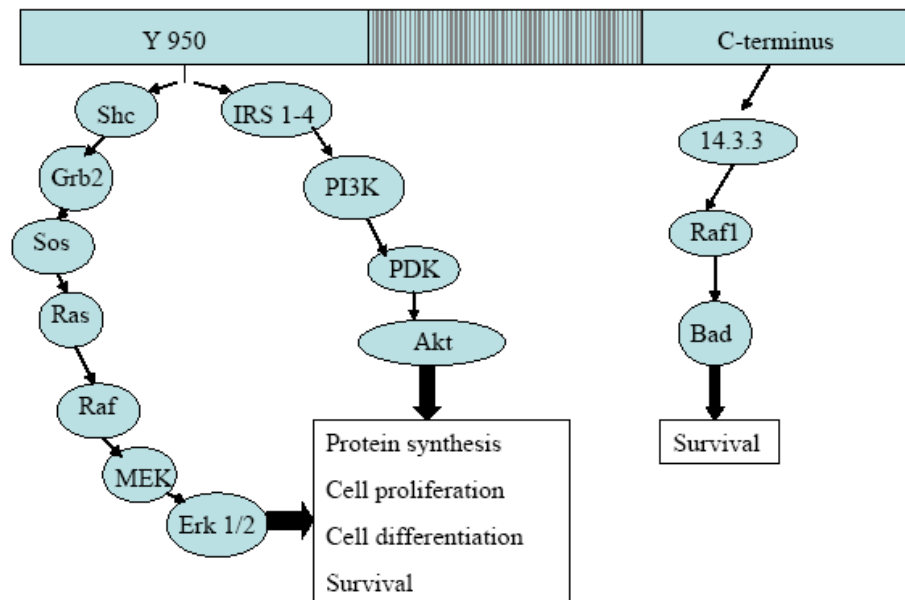 Y 950
C-terminus
Shc
IRS 1-4
14.3.3
Grb2
PI3K
Sos
Raf1
PDK
Ras
Bad
Akt
Raf
Protein synthesis
Survival
MEK
Cell proliferation
Erk 1/2
Cell differentiation
Survival